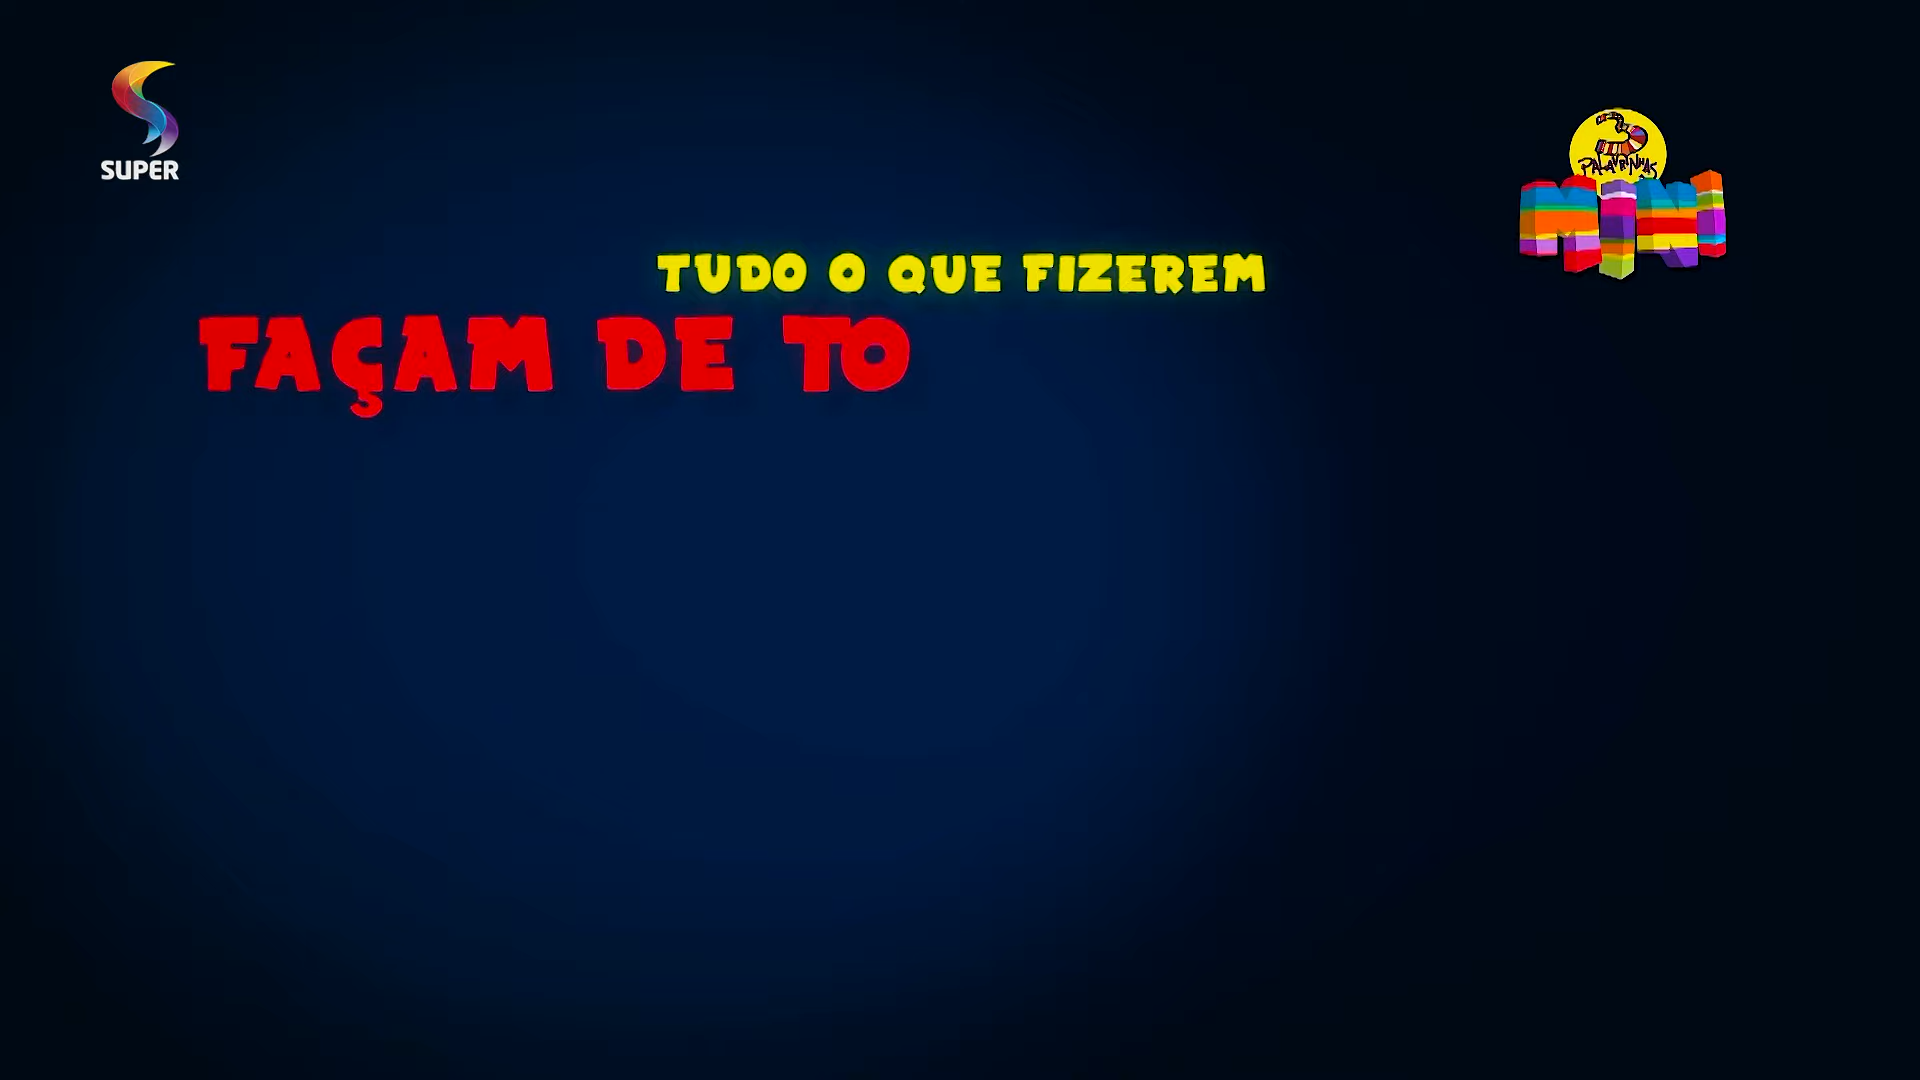 SUPER
3
PALAVRINHAS
MINI
TUDO O QUE FIZEREM
FAÇAM DE TO